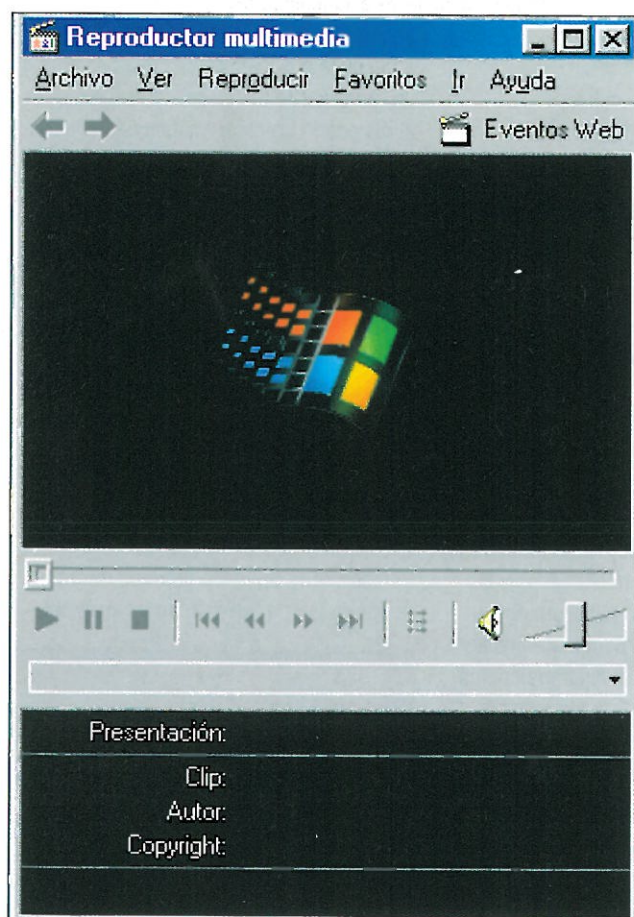 Reproductor multimedia
Archivo Ver Reproducir Favoritos Ir Ayuda
Eventos Web
Presentación:
Clip:
Autor:
Copyright: